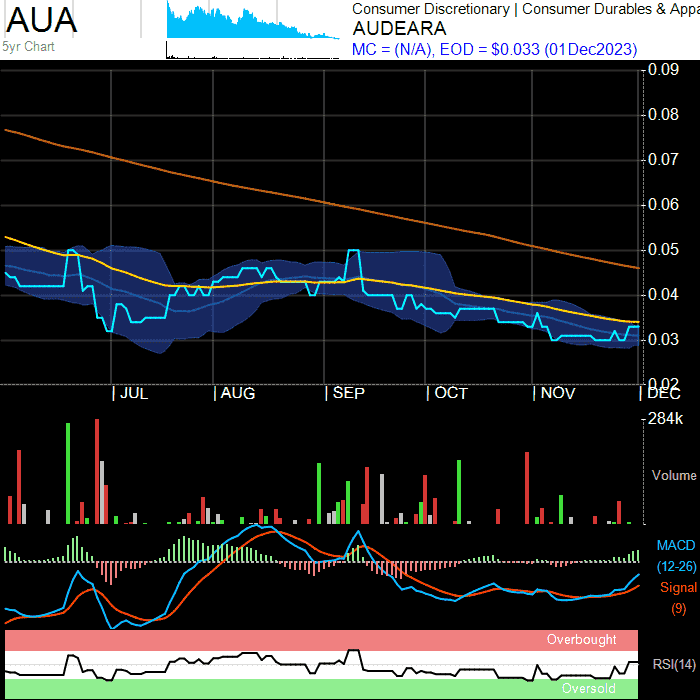 AUA
5yr Chart
Consumer Discretionary | Consumer Durables & Appa
AUDEARA
MC = (N/A), EOD = $0.033 (01Dec2023)
0.09
0.08
0.07
0.06
0.05
0.04
0.03
0.02
| JUL | AUG | SEP | OCT | NOV | DEC
284k
Volume
MACD
(12-26)
Signal
(9)
Overbought
RSI(14)
Oversold